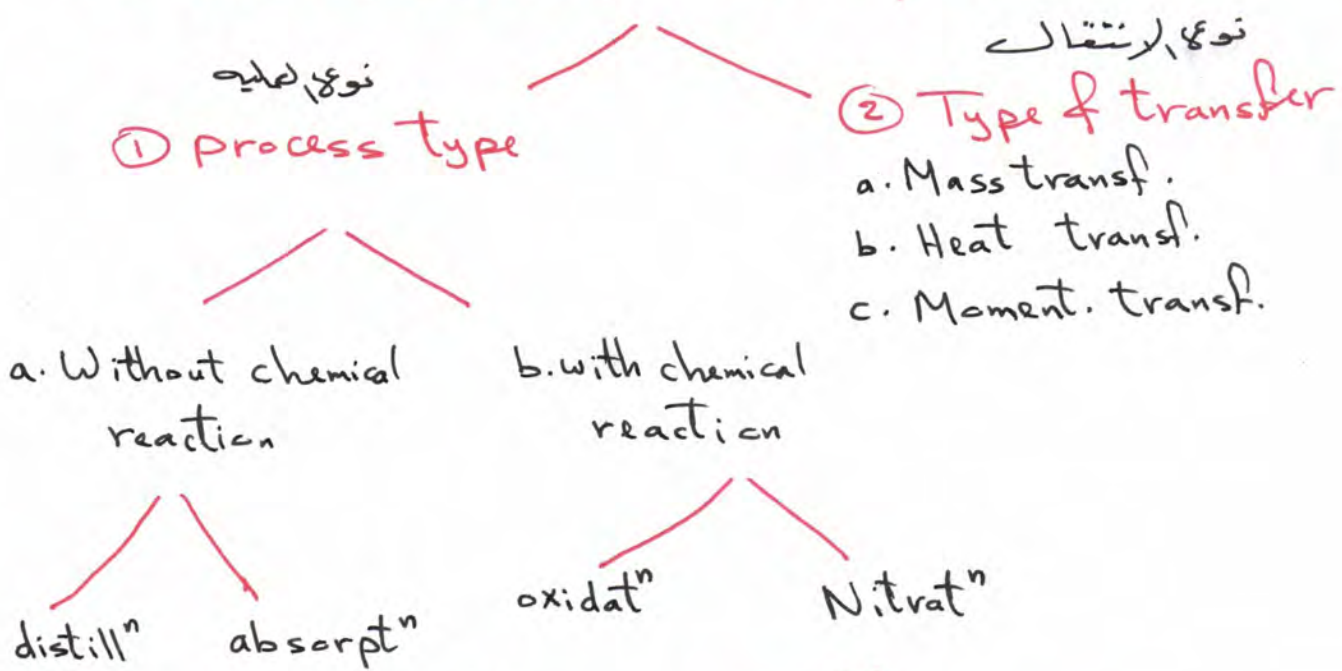 نوع العمليه
① process type
نوع الانتقال
② Type of transfer
a. Mass transf.
b. Heat transf.
c. Moment. transf.
a. Without chemical
reaction
b. with chemical
reaction
distillⁿ
absorptⁿ
oxidatⁿ
Nitratⁿ